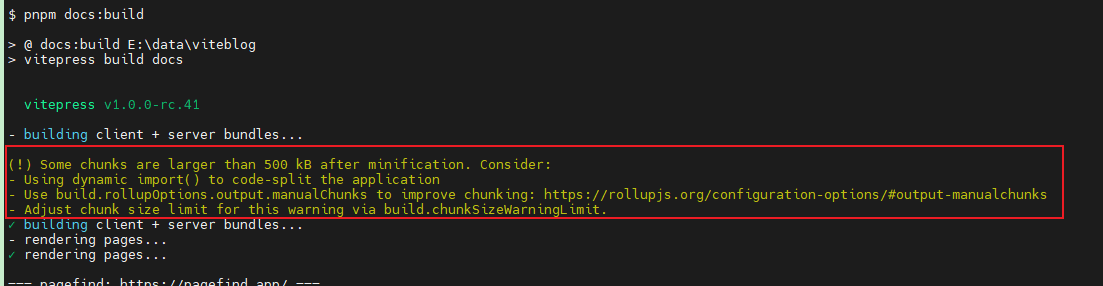 $ pnpm docs:build
> @ docs:build E:\data\viteblog
> vitepress build docs
vitepress v1.0.0-rc.41
- building client + server bundles...
(!) Some chunks are larger than 500 kB after minification. Consider:
- Using dynamic import() to code-split the application
- Use build.rollupOptions.output.manualChunks to improve chunking: https://rollupjs.org/configuration-options/#output-manualchunks
- Adjust chunk size limit for this warning via build.chunkSizeWarningLimit.
✓ building client + server bundles...
- rendering pages...
✓ rendering pages...
=== pagefind: https://pagefind.app/ ===